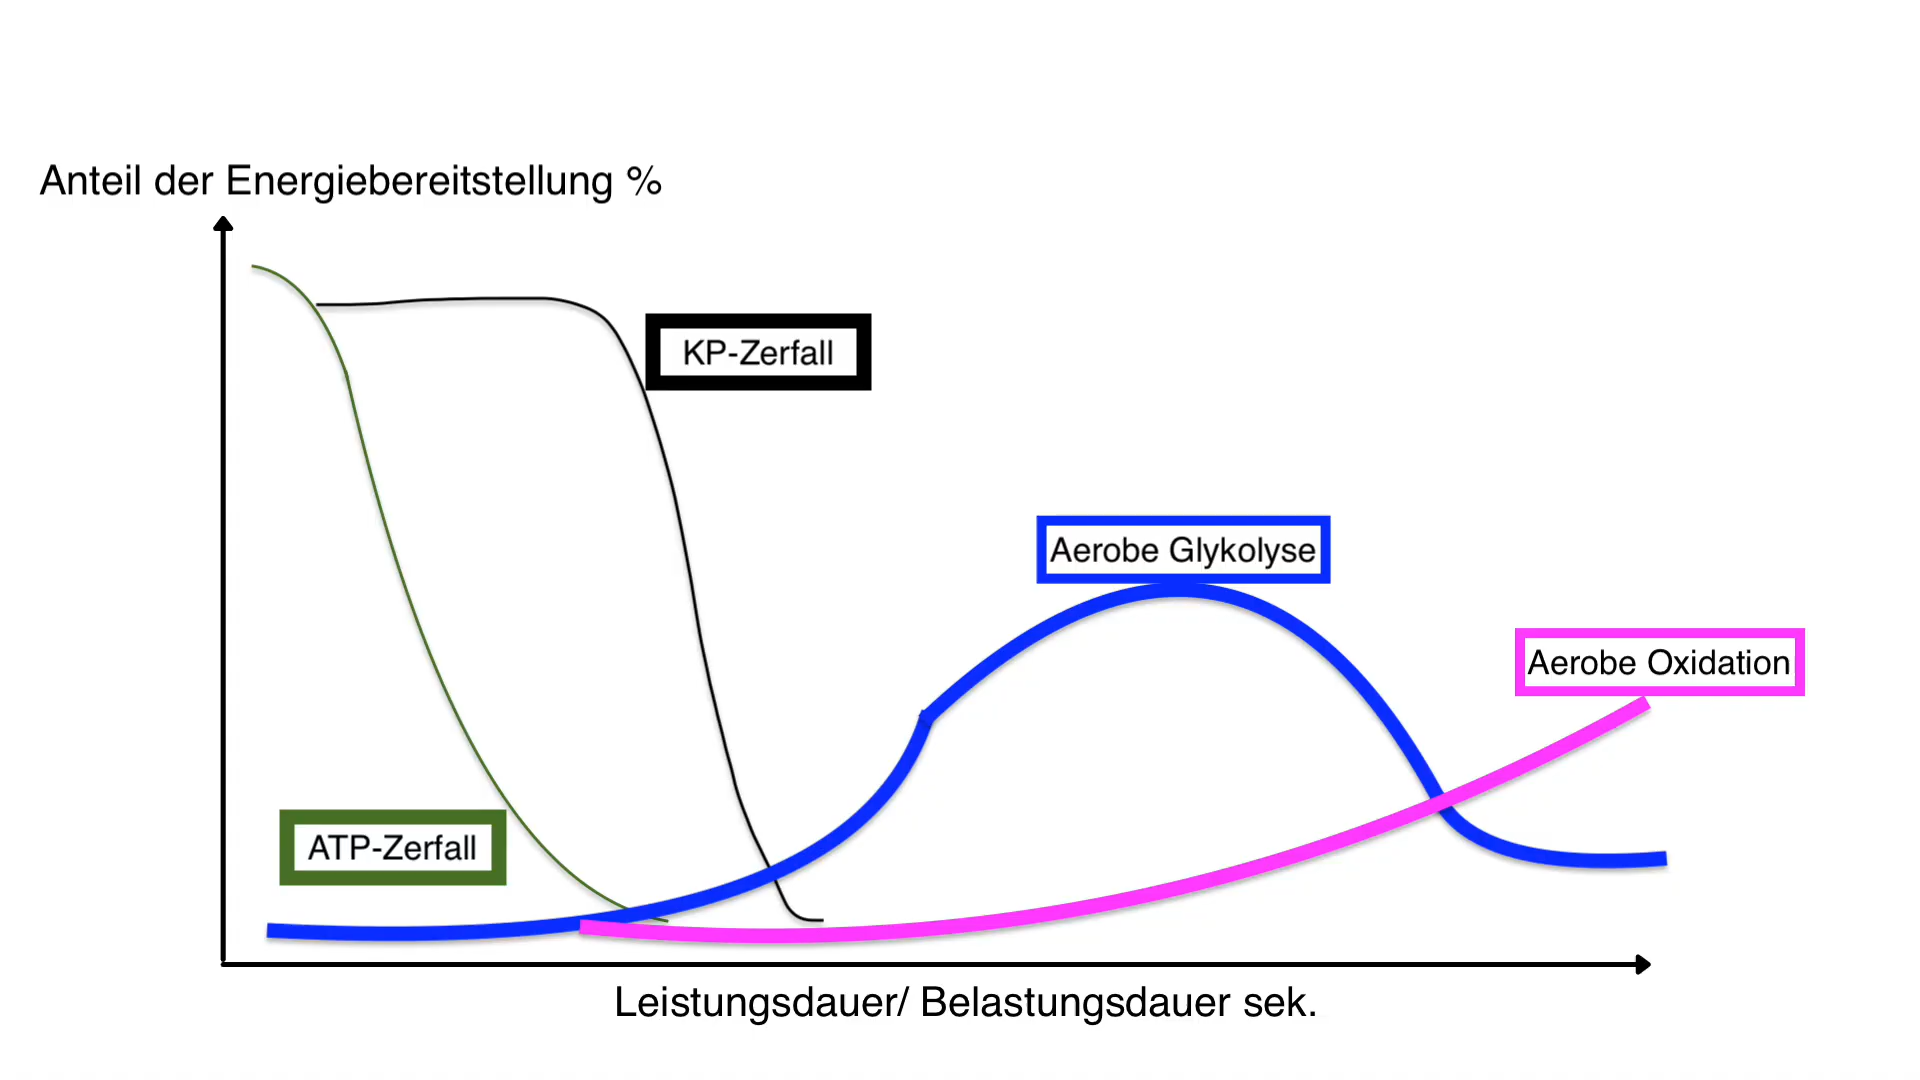 Anteil der Energiebereitstellung %
KP-Zerfall
Aerobe Glykolyse
Aerobe Oxidation
ATP-Zerfall
Leistungsdauer/ Belastungsdauer sek.